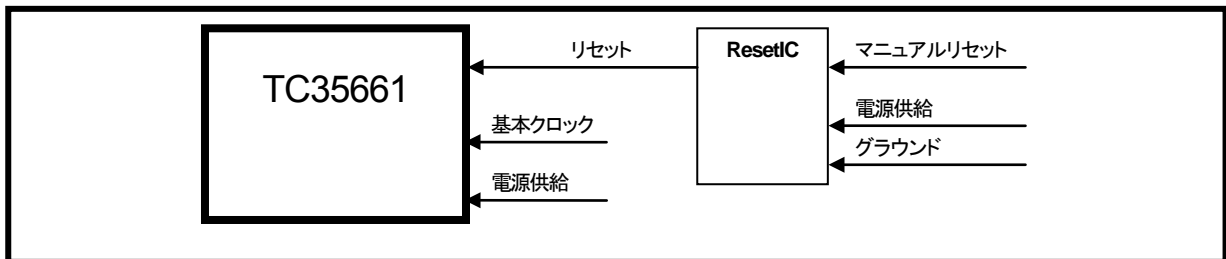 リセット
ResetIC
マニュアルリセット
TC35661
基本クロック
電源供給
電源供給
グラウンド